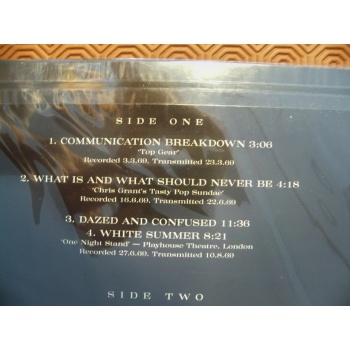 SIDE ONE
1. COMMUNICATION BREAKDOWN 3:06
'Top Gear'
Recorded 3.3.69, Transmitted 23.3.69
2. WHAT IS AND WHAT SHOULD NEVER BE 4:18
'Chris Grant's Tasty Pop Sundae'
Recorded 16.6.69, Transmitted 22.6.69
3. DAZED AND CONFUSED 11:36
4. WHITE SUMMER 8:21
'One Night Stand' — Playhouse Theatre, London
Recorded 27.6.69, Transmitted 10.8.69
SIDE TWO